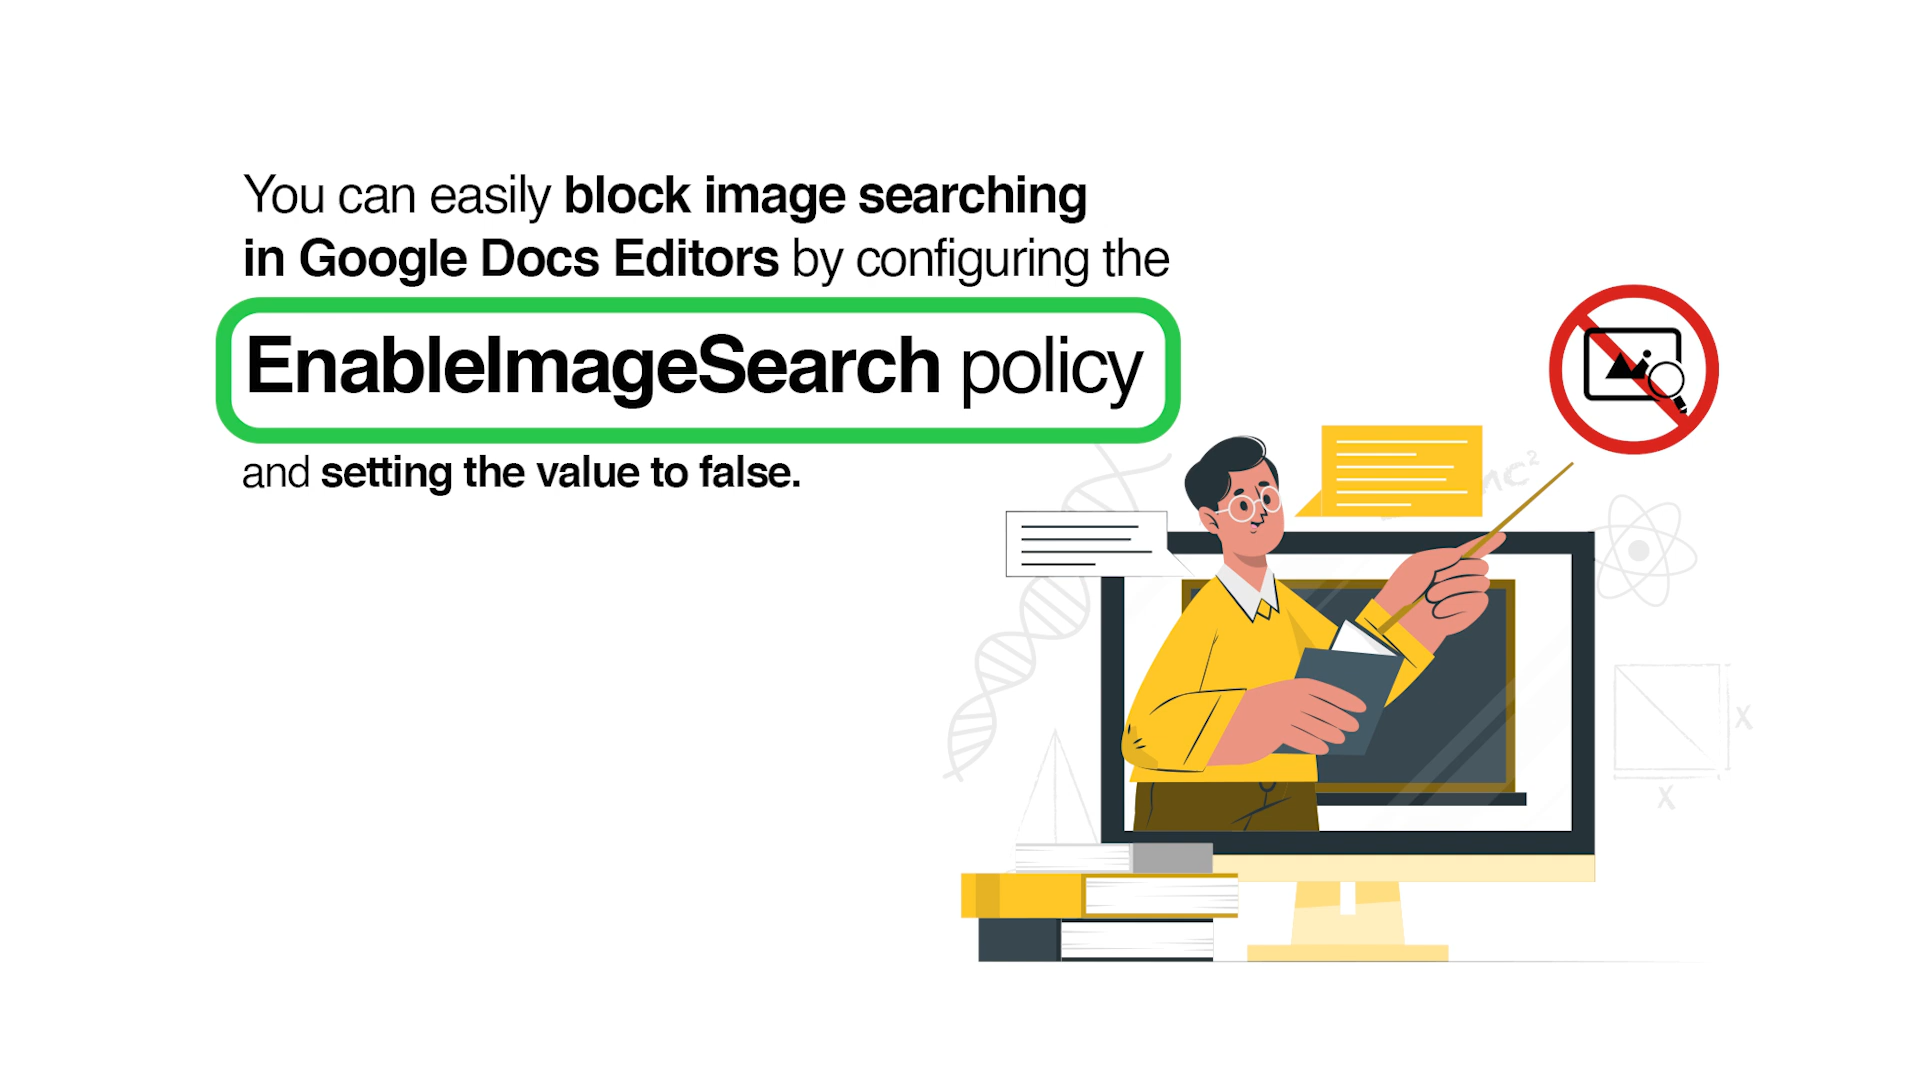 You can easily block image searching
in Google Docs Editors by configuring the
EnableImageSearch policy
and setting the value to false.
mc²
X
X